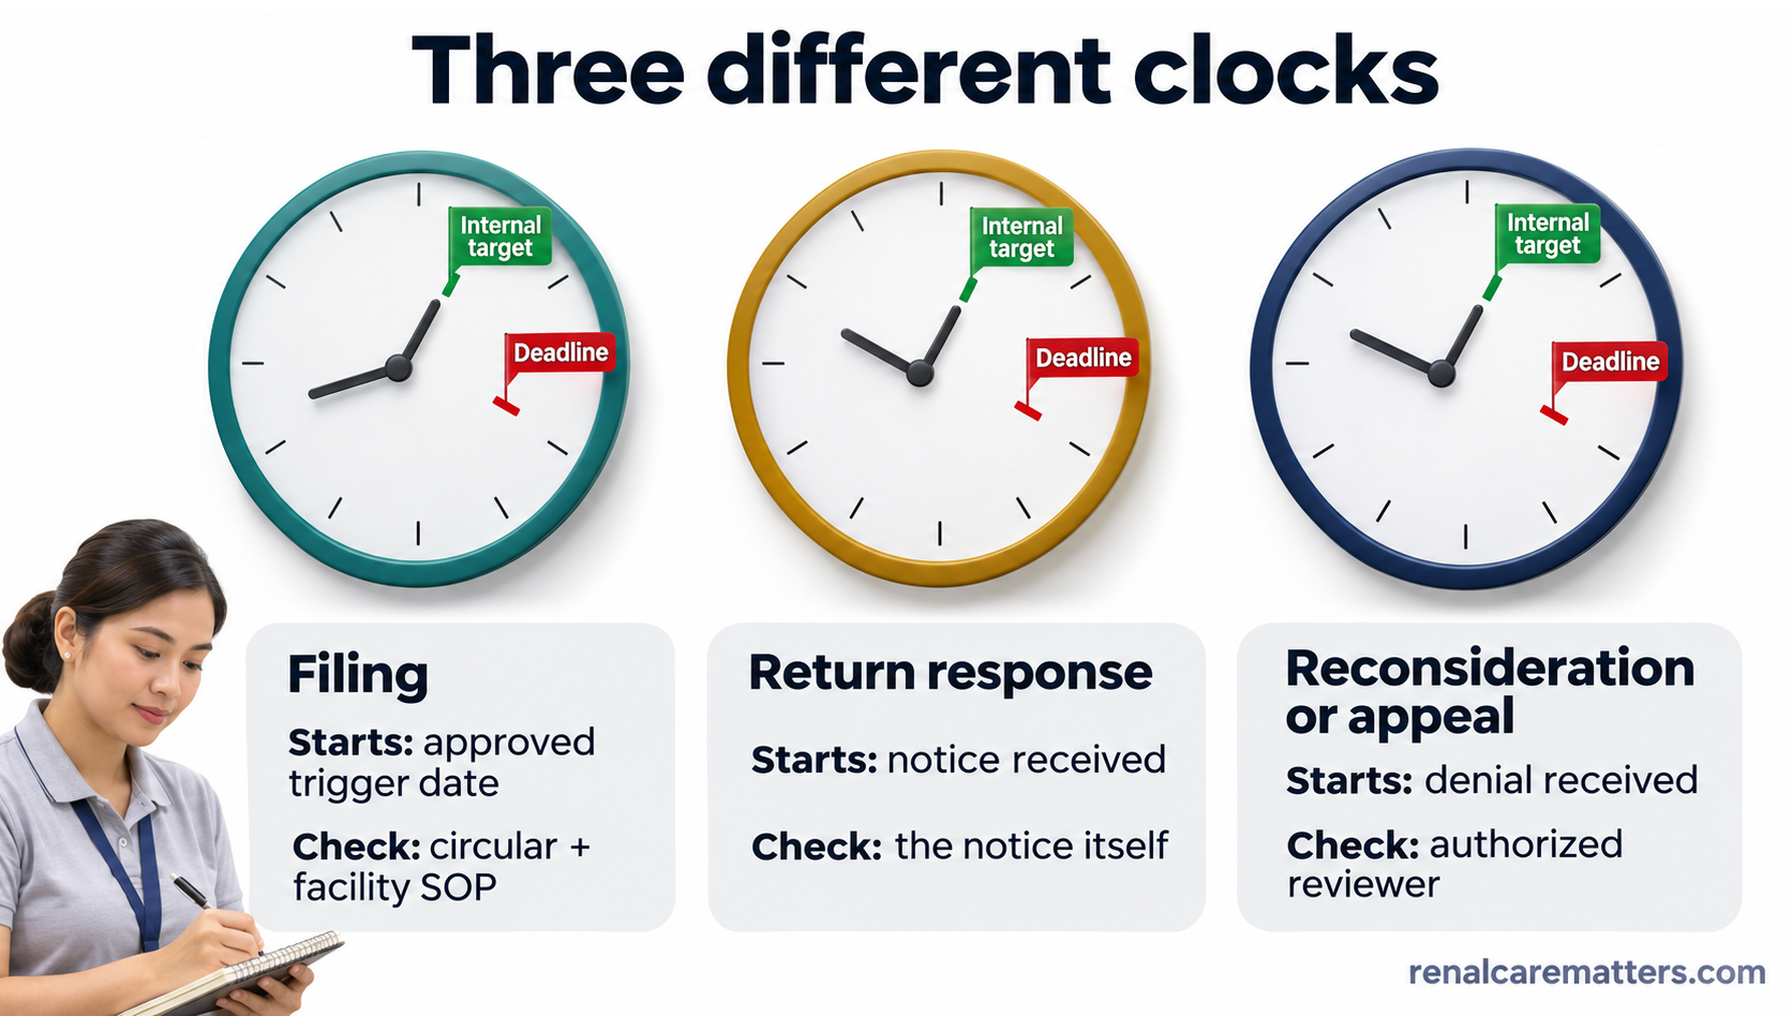 Three different clocks
Internal
target
Deadline
Internal
target
Deadline
Internal
target
Deadline
Filing
Starts: approved
trigger date
Check: circular +
facility SOP
Return response
Starts: notice received
Check: the notice itself
Reconsideration
or appeal
Starts: denial received
Check: authorized
reviewer
renalcarematters.com